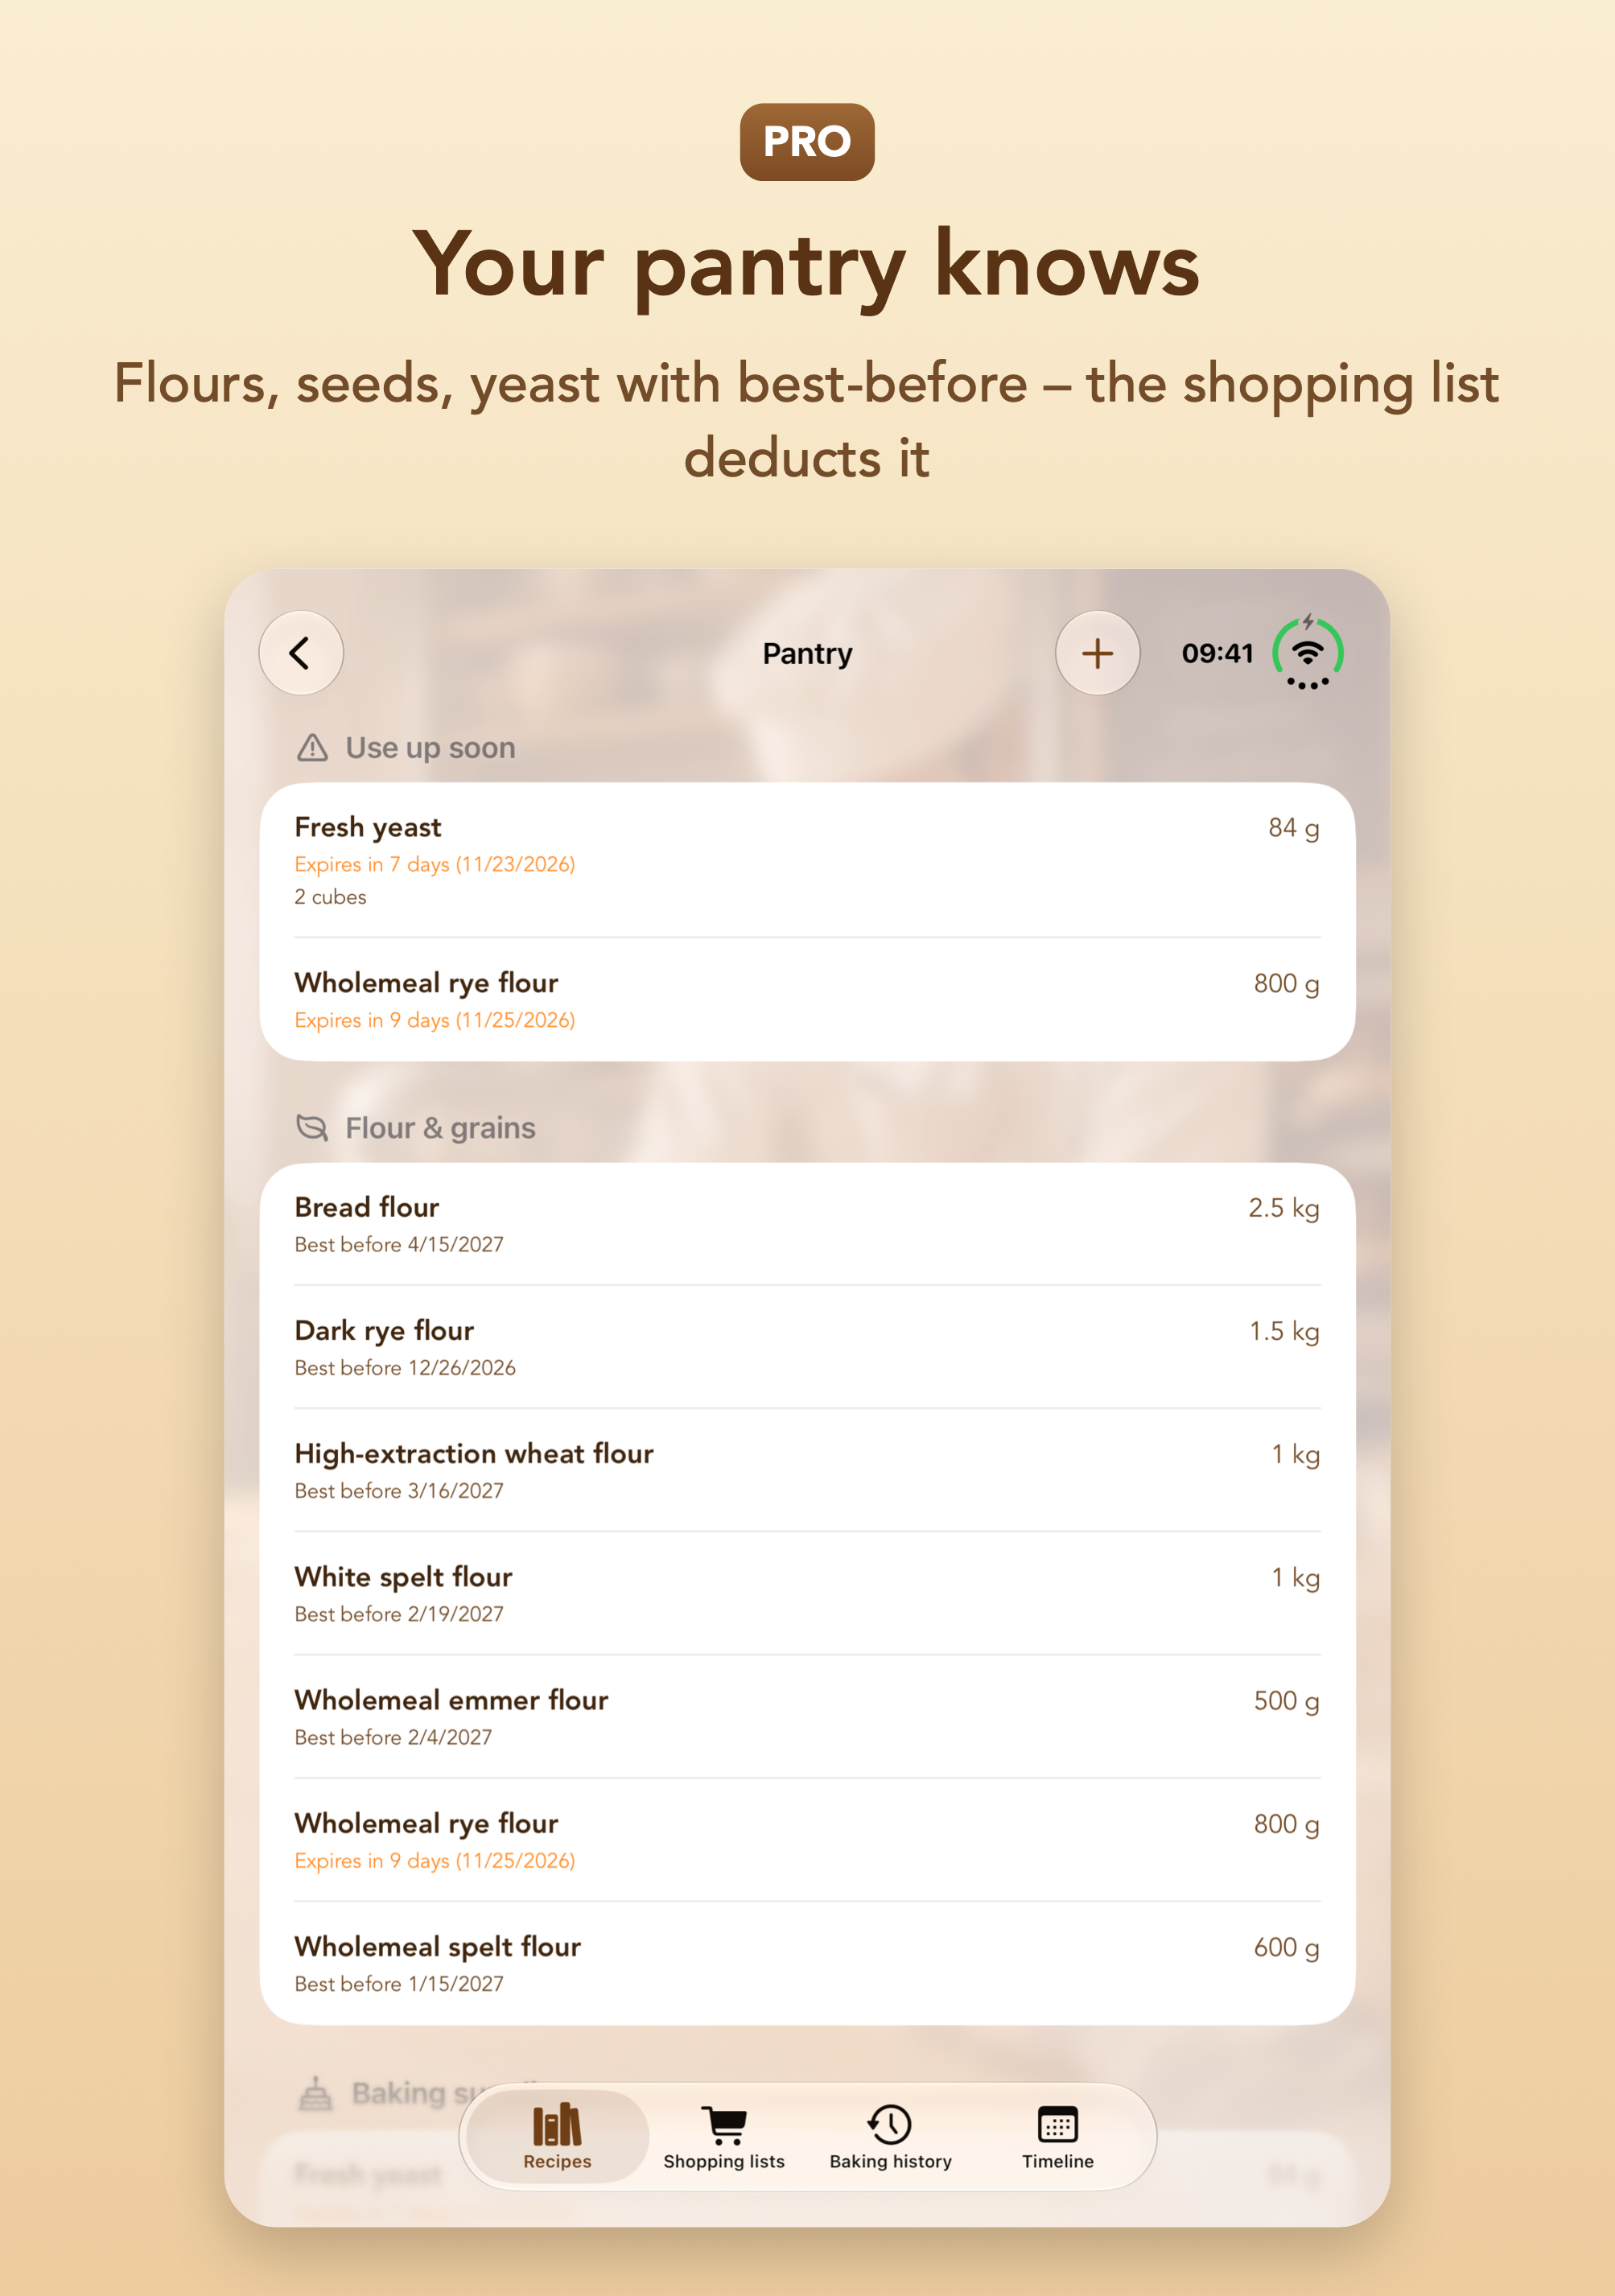 PRO
Your pantry knows
Flours, seeds, yeast with best-before – the shopping list
deducts it
Pantry
09:41
Use up soon
Fresh yeast
84 g
Expires in 7 days (11/23/2026)
2 cubes
Wholemeal rye flour
800 g
Expires in 9 days (11/25/2026)
Flour & grains
Bread flour
2.5 kg
Best before 4/15/2027
Dark rye flour
1.5 kg
Best before 12/26/2026
High-extraction wheat flour
1 kg
Best before 3/16/2027
White spelt flour
1 kg
Best before 2/19/2027
Wholemeal emmer flour
500 g
Best before 2/4/2027
Wholemeal rye flour
800 g
Expires in 9 days (11/25/2026)
Wholemeal spelt flour
600 g
Best before 1/15/2027
Baking
Recipes
Shopping lists
Baking history
Timeline
Fresh yeast
84 g